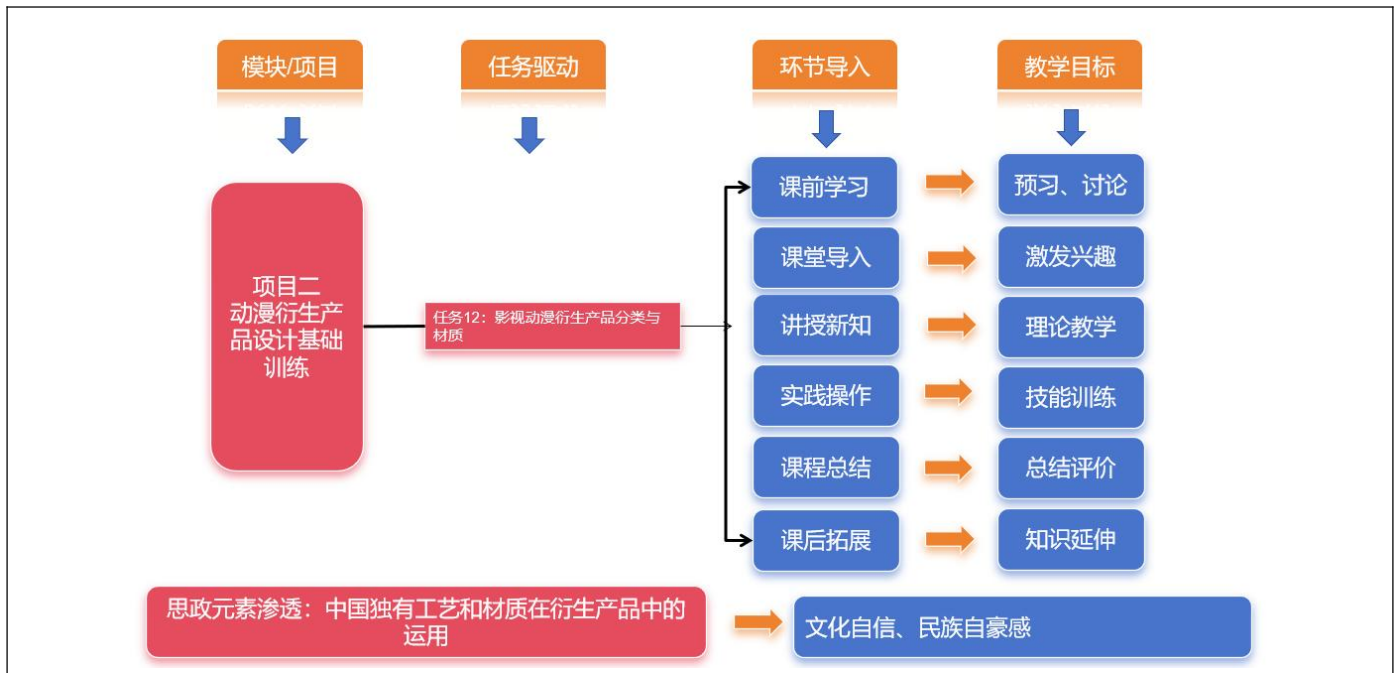 模块/项目
任务驱动
环节导入
教学目标
项目二
动漫衍生产
品设计基础
训练
任务12：影视动漫衍生产品分类与
材质
课前学习
预习、讨论
课堂导入
激发兴趣
讲授新知
理论教学
实践操作
技能训练
课程总结
总结评价
课后拓展
知识延伸
思政元素渗透：中国独有工艺和材质在衍生产品中的
运用
文化自信、民族自豪感